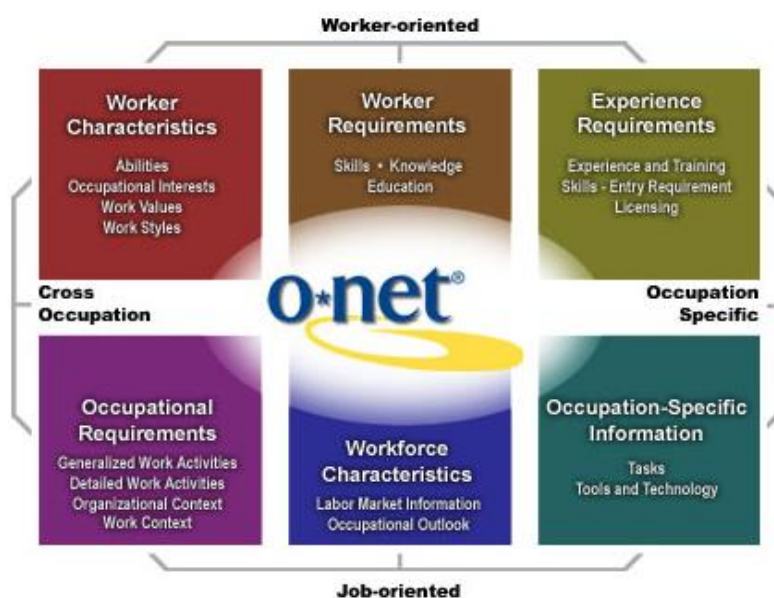 Worker-oriented
Worker
Characteristics
Abilities
Occupational Interests
Work Values
Work Styles
Worker
Requirements
Skills • Knowledge
Education
Experience
Requirements
Experience and Training
Skills - Entry Requirement
Licensing
Cross
Occupation
o*net®
Occupation
Specific
Occupational
Requirements
Generalized Work Activities
Detailed Work Activities
Organizational Context
Work Context
Workforce
Characteristics
Labor Market Information
Occupational Outlook
Occupation-Specific
Information
Tasks
Tools and Technology
Job-oriented